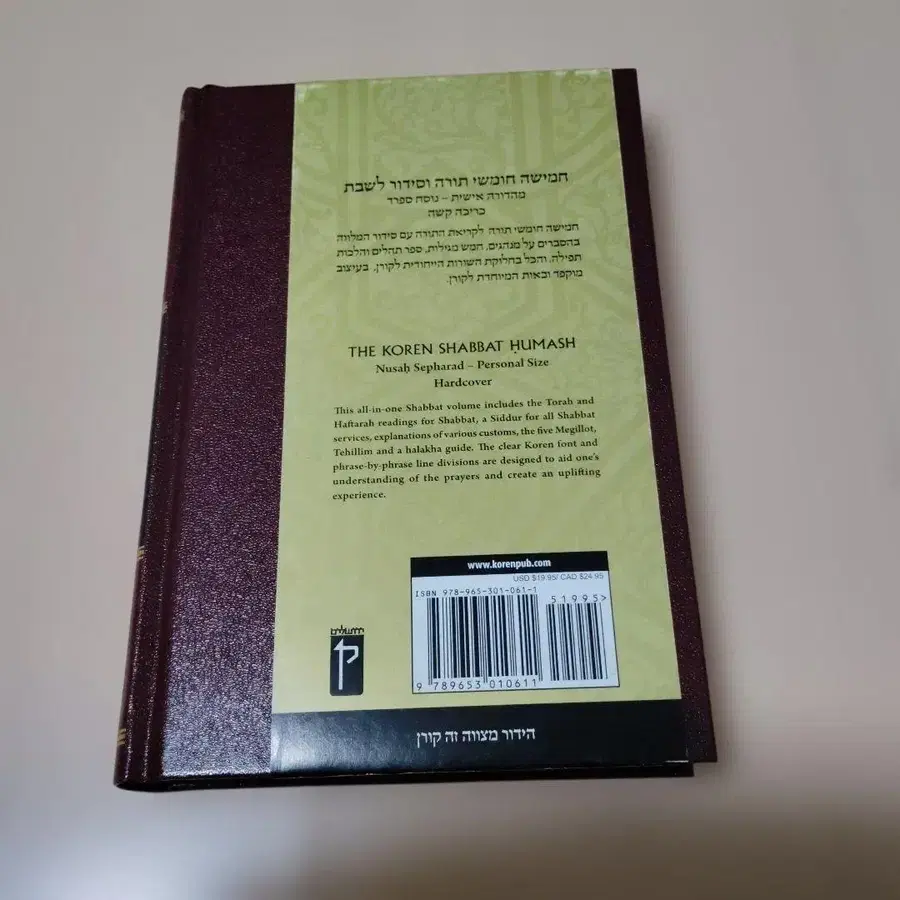 חמישה חומשי תורה וסידור לשבת
מהדורה אישית – נוסח ספרד
כריכה קשה
חמישה חומשי תורה לקריאת התורה עם סידור המלווה
בהסברים על מנהגים, חמש מגילות, ספר תהלים והלכות
תפילה, והכל בחלוקת השורות הייחודית לקורן, בעיצוב
מוקפד ובאות המיוחדת לקורן.
THE KOREN SHABBAT ḤUMASH
Nusaḥ Sepharad – Personal Size
Hardcover
This all-in-one Shabbat volume includes the Torah and
Haftarah readings for Shabbat, a Siddur for all Shabbat
services, explanations of various customs, the five Megillot,
Tehillim and a halakha guide. The clear Koren font and
phrase-by-phrase line divisions are designed to aid one's
understanding of the prayers and create an uplifting
experience.
www.korenpub.com
USD $19.95/ CAD $24.95
ISBN 978-965-301-061-1
51995>
9 789653 010611
ירושלים
ק
הידור מצווה זה קורן